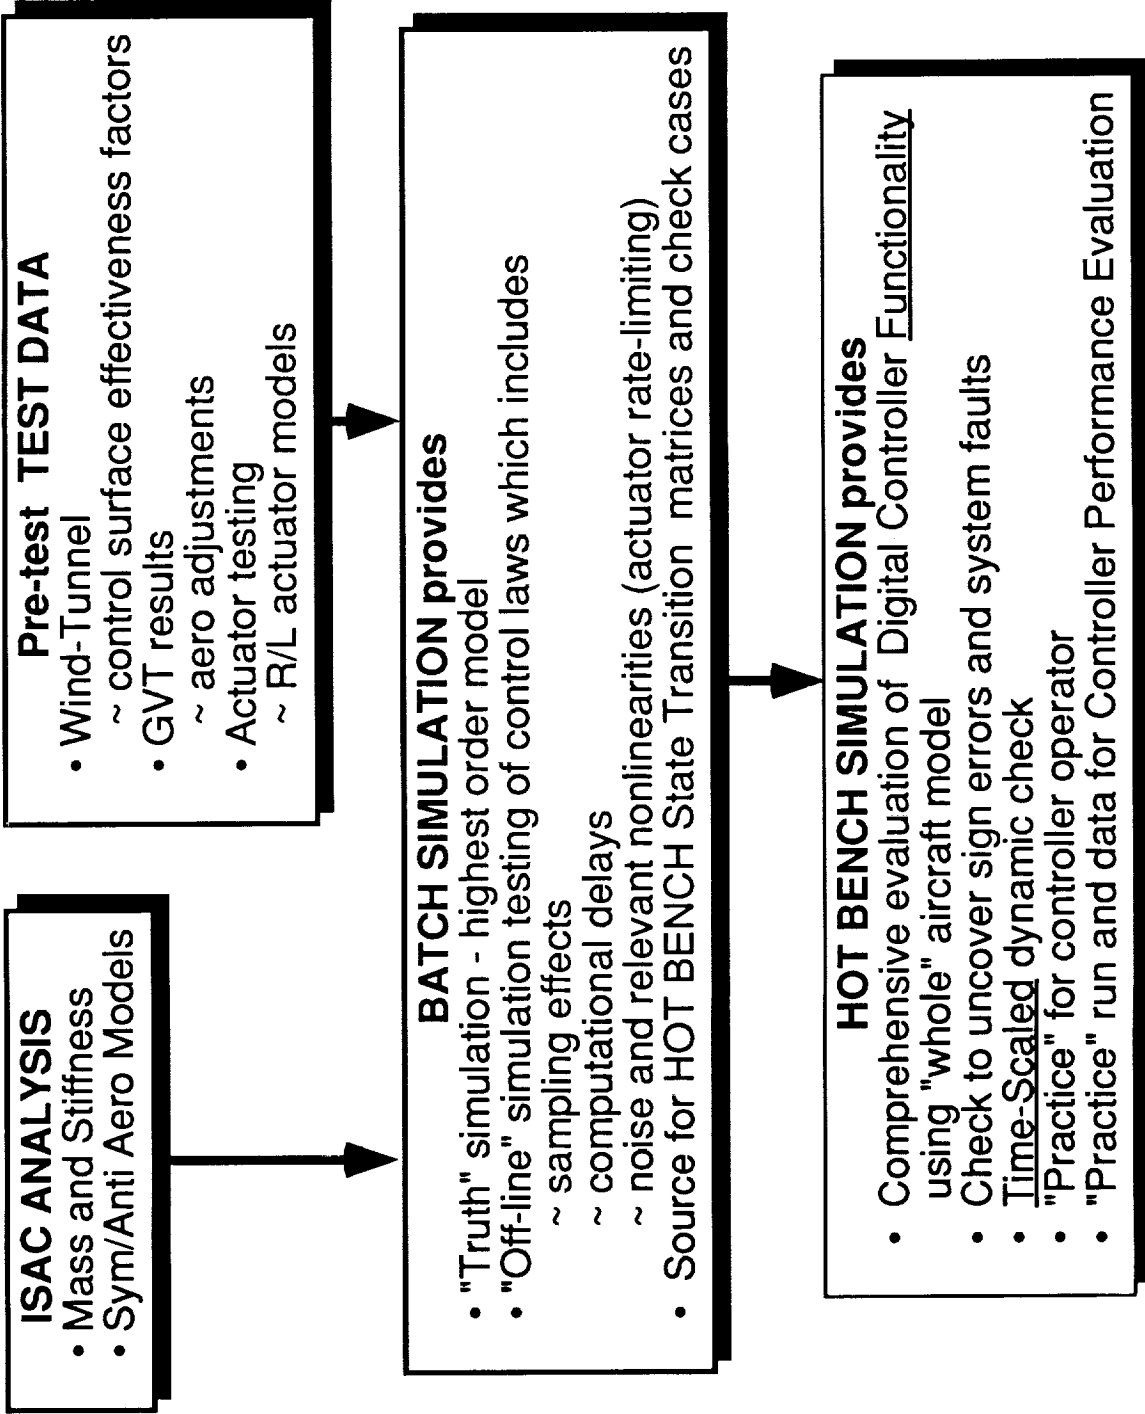 ISAC ANALYSIS
• Mass and Stiffness
• Sym/Anti Aero Models
Pre-test TEST DATA
• Wind-Tunnel
~ control surface effectiveness factors
• GVT results
~ aero adjustments
• Actuator testing
~ R/L actuator models
BATCH SIMULATION provides
• "Truth" simulation - highest order model
• "Off-line" simulation testing of control laws which includes
~ sampling effects
~ computational delays
~ noise and relevant nonlinearities (actuator rate-limiting)
• Source for HOT BENCH State Transition matrices and check cases
HOT BENCH SIMULATION provides
• Comprehensive evaluation of Digital Controller Functionality
using "whole" aircraft model
• Check to uncover sign errors and system faults
• Time-Scaled dynamic check
• "Practice" for controller operator
• "Practice" run and data for Controller Performance Evaluation